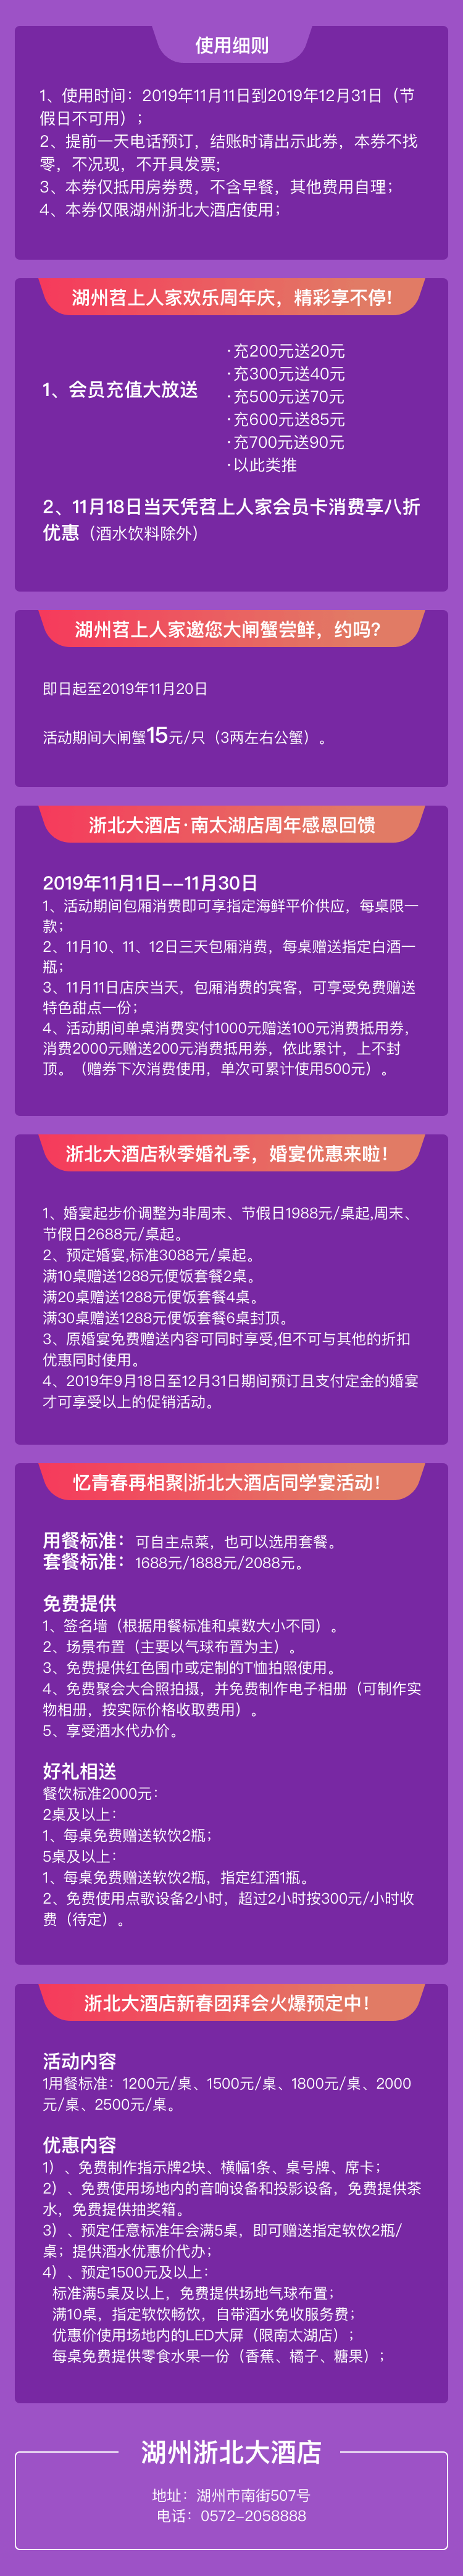 使用细则
1、使用时间：2019年11月11日到2019年12月31日（节
假日不可用）；
2、提前一天电话预订，结账时请出示此券，本券不找
零，不况现，不开具发票；
3、本券仅抵用房券费，不含早餐，其他费用自理；
4、本券仅限湖州浙北大酒店使用；
湖州苕上人家欢乐周年庆，精彩享不停！
1、会员充值大放送
·充200元送20元
·充300元送40元
·充500元送70元
·充600元送85元
·充700元送90元
·以此类推
2、11月18日当天凭苕上人家会员卡消费享八折
优惠（酒水饮料除外）
湖州苕上人家邀您大闸蟹尝鲜，约吗？
即日起至2019年11月20日
活动期间大闸蟹15元/只（3两左右公蟹）。
浙北大酒店·南太湖店周年感恩回馈
2019年11月1日--11月30日
1、活动期间包厢消费即可享指定海鲜平价供应，每桌限一
款；
2、11月10、11、12日三天包厢消费，每桌赠送指定白酒一
瓶；
3、11月11日店庆当天，包厢消费的宾客，可享受免费赠送
特色甜点一份；
4、活动期间单桌消费实付1000元赠送100元消费抵用券，
消费2000元赠送200元消费抵用券，依此累计，上不封
顶。（赠券下次消费使用，单次可累计使用500元）。
浙北大酒店秋季婚礼季，婚宴优惠来啦！
1、婚宴起步价调整为非周末、节假日1988元/桌起,周末、
节假日2688元/桌起。
2、预定婚宴,标准3088元/桌起。
满10桌赠送1288元便饭套餐2桌。
满20桌赠送1288元便饭套餐4桌。
满30桌赠送1288元便饭套餐6桌封顶。
3、原婚宴免费赠送内容可同时享受,但不可与其他的折扣
优惠同时使用。
4、2019年9月18日至12月31日期间预订且支付定金的婚宴
才可享受以上的促销活动。
忆青春再相聚|浙北大酒店同学宴活动！
用餐标准：可自主点菜，也可以选用套餐。
套餐标准：1688元/1888元/2088元。
免费提供
1、签名墙（根据用餐标准和桌数大小不同）。
2、场景布置（主要以气球布置为主）。
3、免费提供红色围巾或定制的T恤拍照使用。
4、免费聚会大合照拍摄，并免费制作电子相册（可制作实
物相册，按实际价格收取费用）。
5、享受酒水代办价。
好礼相送
餐饮标准2000元：
2桌及以上：
1、每桌免费赠送软饮2瓶；
5桌及以上：
1、每桌免费赠送软饮2瓶，指定红酒1瓶。
2、免费使用点歌设备2小时，超过2小时按300元/小时收
费（待定）。
浙北大酒店新春团拜会火爆预定中！
活动内容
1用餐标准：1200元/桌、1500元/桌、1800元/桌、2000
元/桌、2500元/桌。
优惠内容
1）、免费制作指示牌2块、横幅1条、桌号牌、席卡；
2）、免费使用场地内的音响设备和投影设备，免费提供茶
水，免费提供抽奖箱。
3）、预定任意标准年会满5桌，即可赠送指定软饮2瓶/
桌；提供酒水优惠价代办；
4）、预定1500元及以上：
标准满5桌及以上，免费提供场地气球布置；
满10桌，指定软饮畅饮，自带酒水免收服务费；
优惠价使用场地内的LED大屏（限南太湖店）；
每桌免费提供零食水果一份（香蕉、橘子、糖果）；
湖州浙北大酒店
地址：湖州市南街507号
电话：0572-2058888